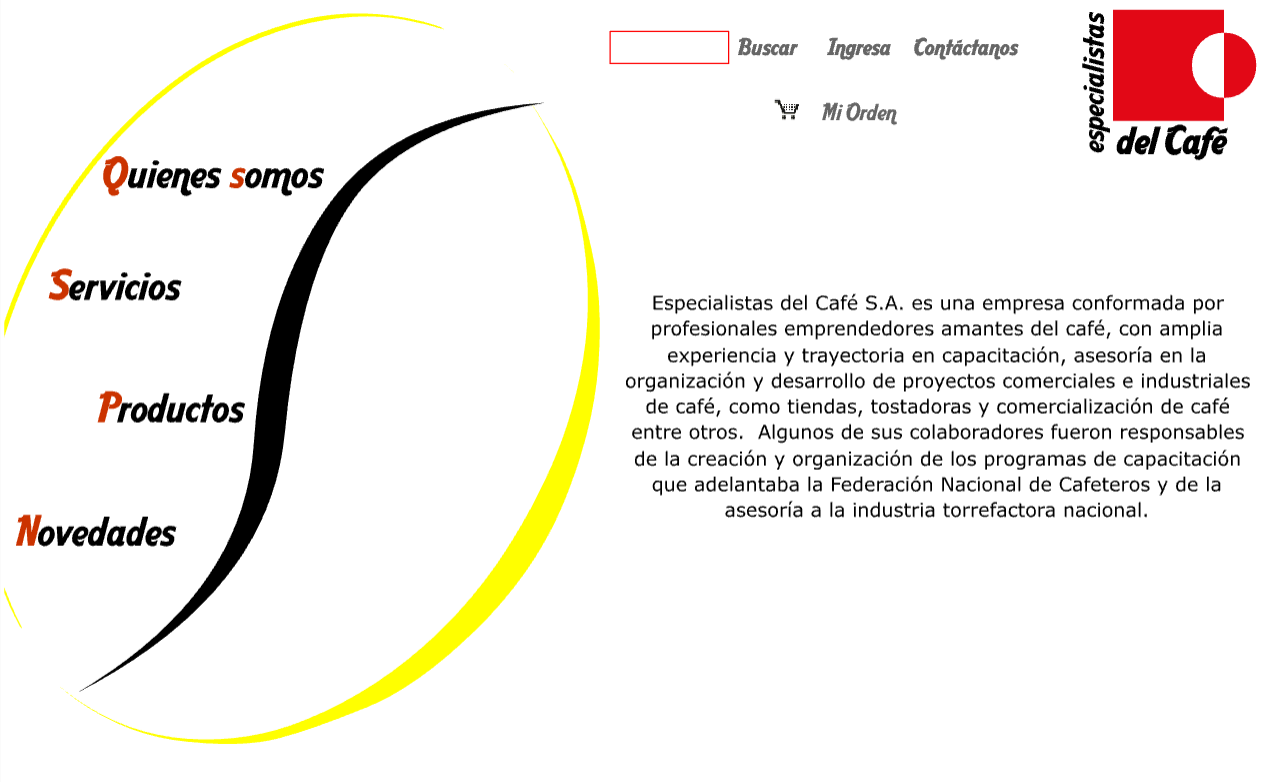 Buscar Ingresa Contáctanos
Mi Orden
especialistas
del Café
Quienes somos
Servicios
Productos
Novedades
Especialistas del Café S.A. es una empresa conformada por
profesionales emprendedores amantes del café, con amplia
experiencia y trayectoria en capacitación, asesoría en la
organización y desarrollo de proyectos comerciales e industriales
de café, como tiendas, tostadoras y comercialización de café
entre otros.  Algunos de sus colaboradores fueron responsables
de la creación y organización de los programas de capacitación
que adelantaba la Federación Nacional de Cafeteros y de la
asesoría a la industria torrefactora nacional.